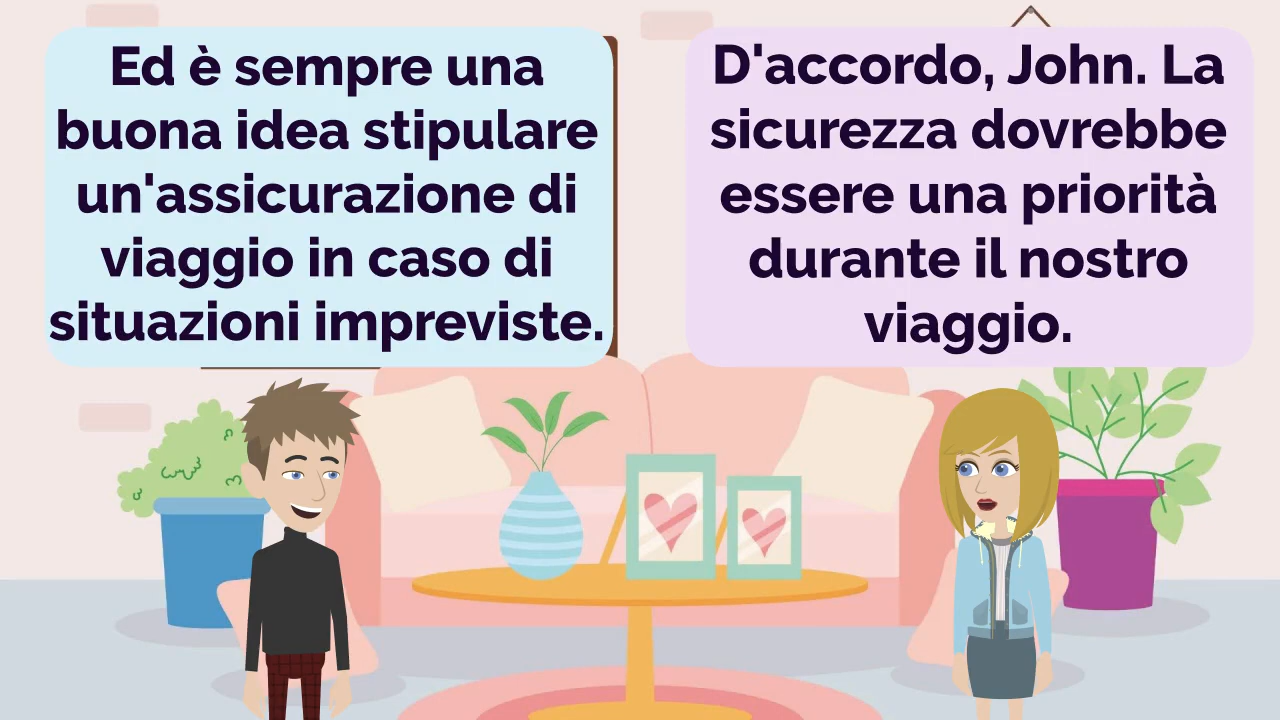 Ed è sempre una
buona idea stipulare
un'assicurazione di
viaggio in caso di
situazioni impreviste.
D'accordo, John. La
sicurezza dovrebbe
essere una priorità
durante il nostro
viaggio.